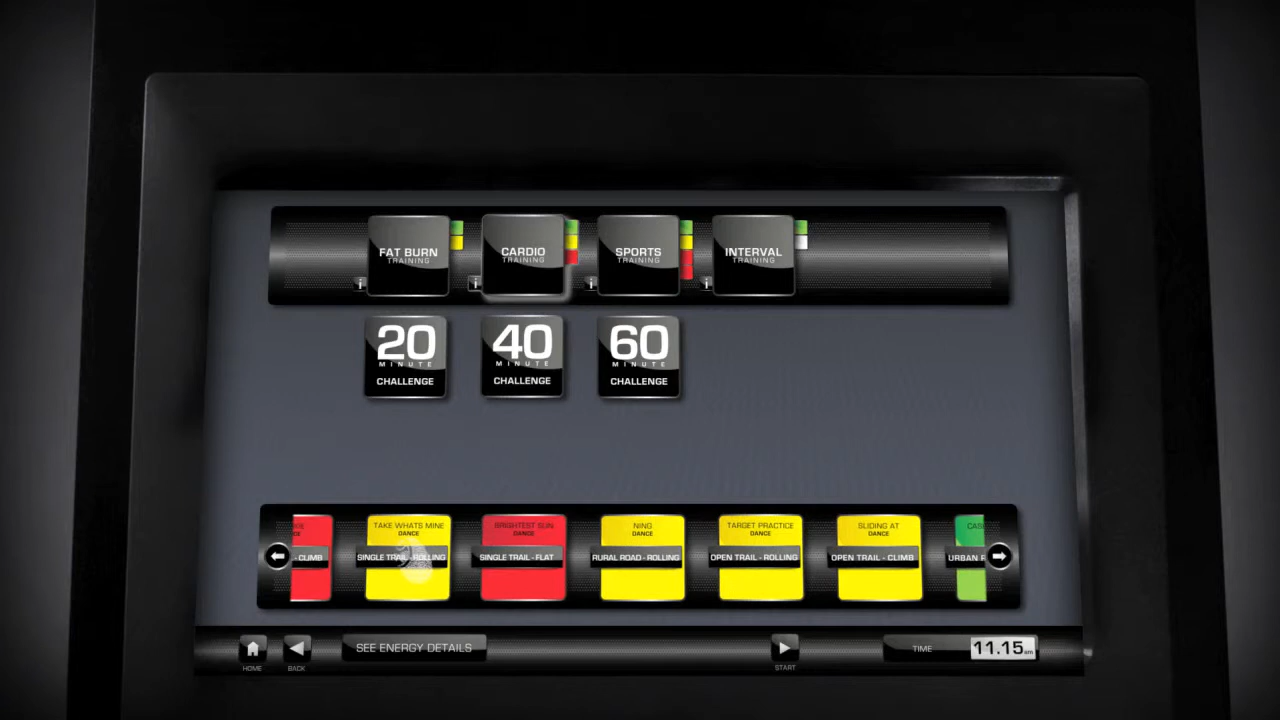 FAT BURN
TRAINING
CARDIO
TRAINING
SPORTS
TRAINING
INTERVAL
TRAINING
i
i
i
i
20
MINUTE
CHALLENGE
40
MINUTE
CHALLENGE
60
MINUTE
CHALLENGE
- CLIMB
TAKE WHATS MINE
DANCE
SINGLE TRAIL - ROLLING
BRIGHTEST SUN
DANCE
SINGLE TRAIL - FLAT
NING
DANCE
RURAL ROAD - ROLLING
TARGET PRACTICE
DANCE
OPEN TRAIL - ROLLING
SLIDING AT
DANCE
OPEN TRAIL - CLIMB
URBAN
HOME
BACK
SEE ENERGY DETAILS
START
TIME
11.15am